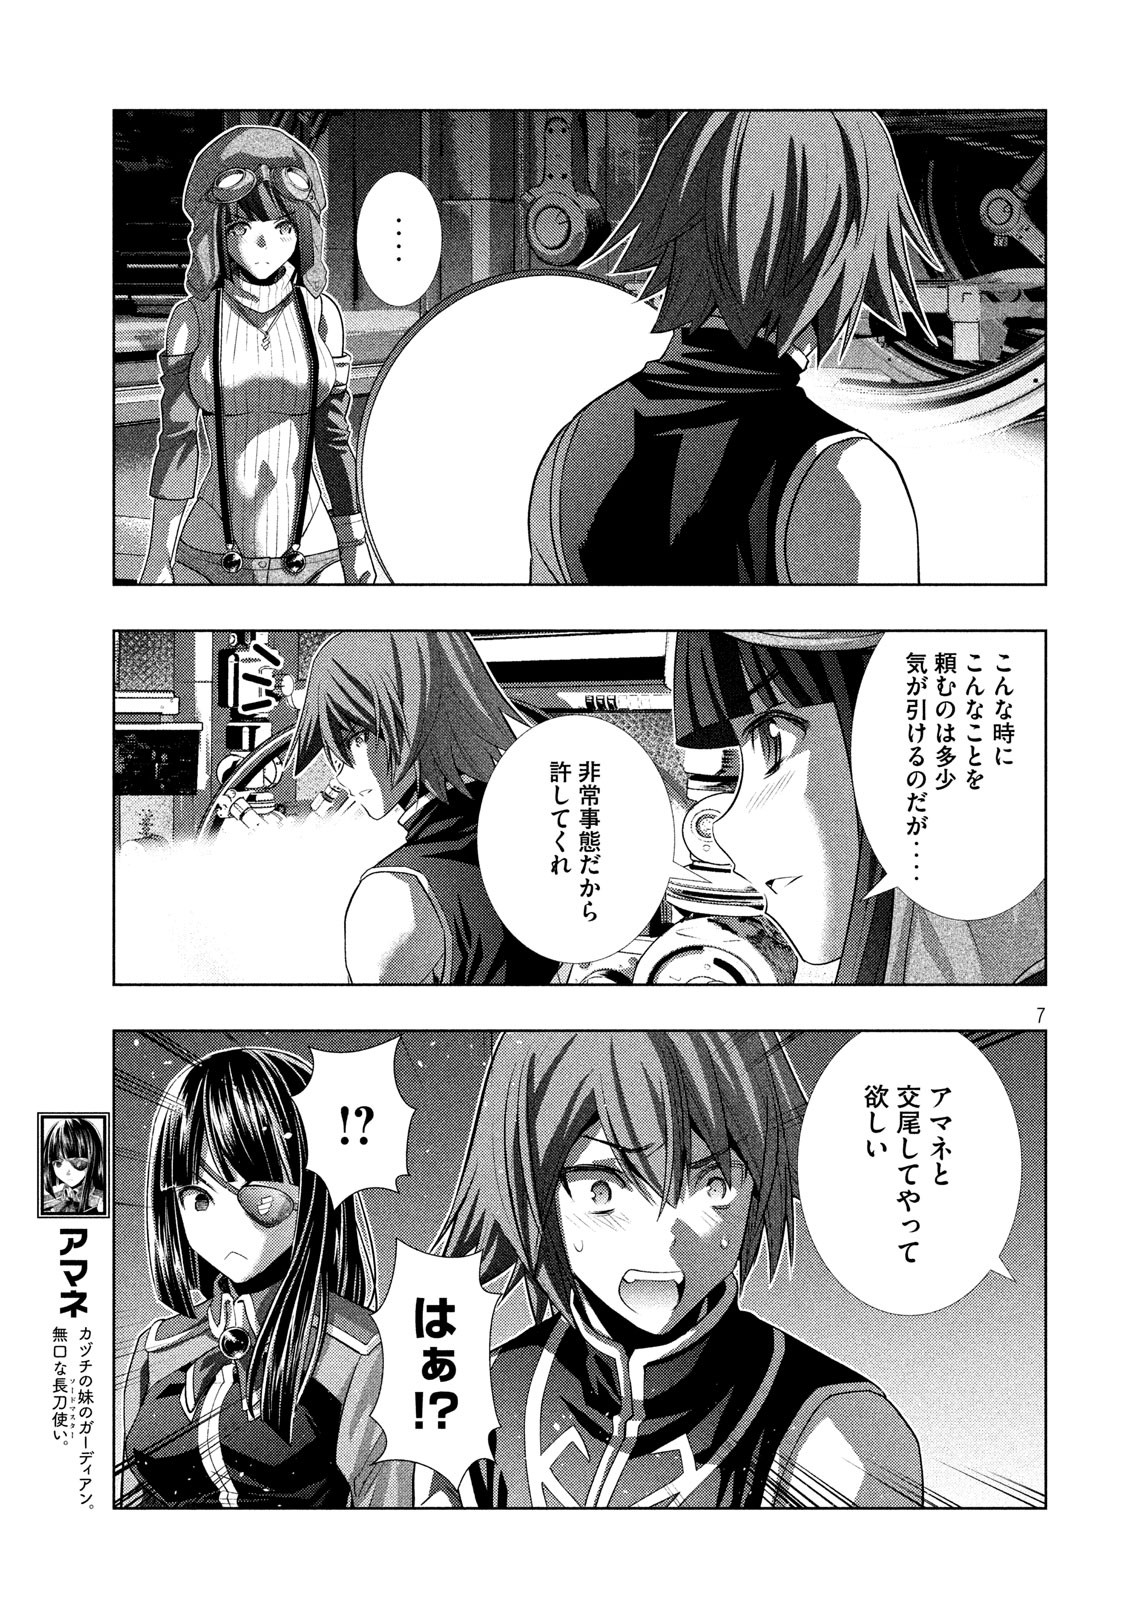 ‥‥
こんな時に
こんなことを
頼むのは多少
気が引けるのだが‥‥
非常事態だから
許してくれ
7
アマネと
交尾してやって
欲しい
!?
はぁ!?
アマネ
カヅチの妹のガーディアン。
無口な長刀使い。
ソードマスター